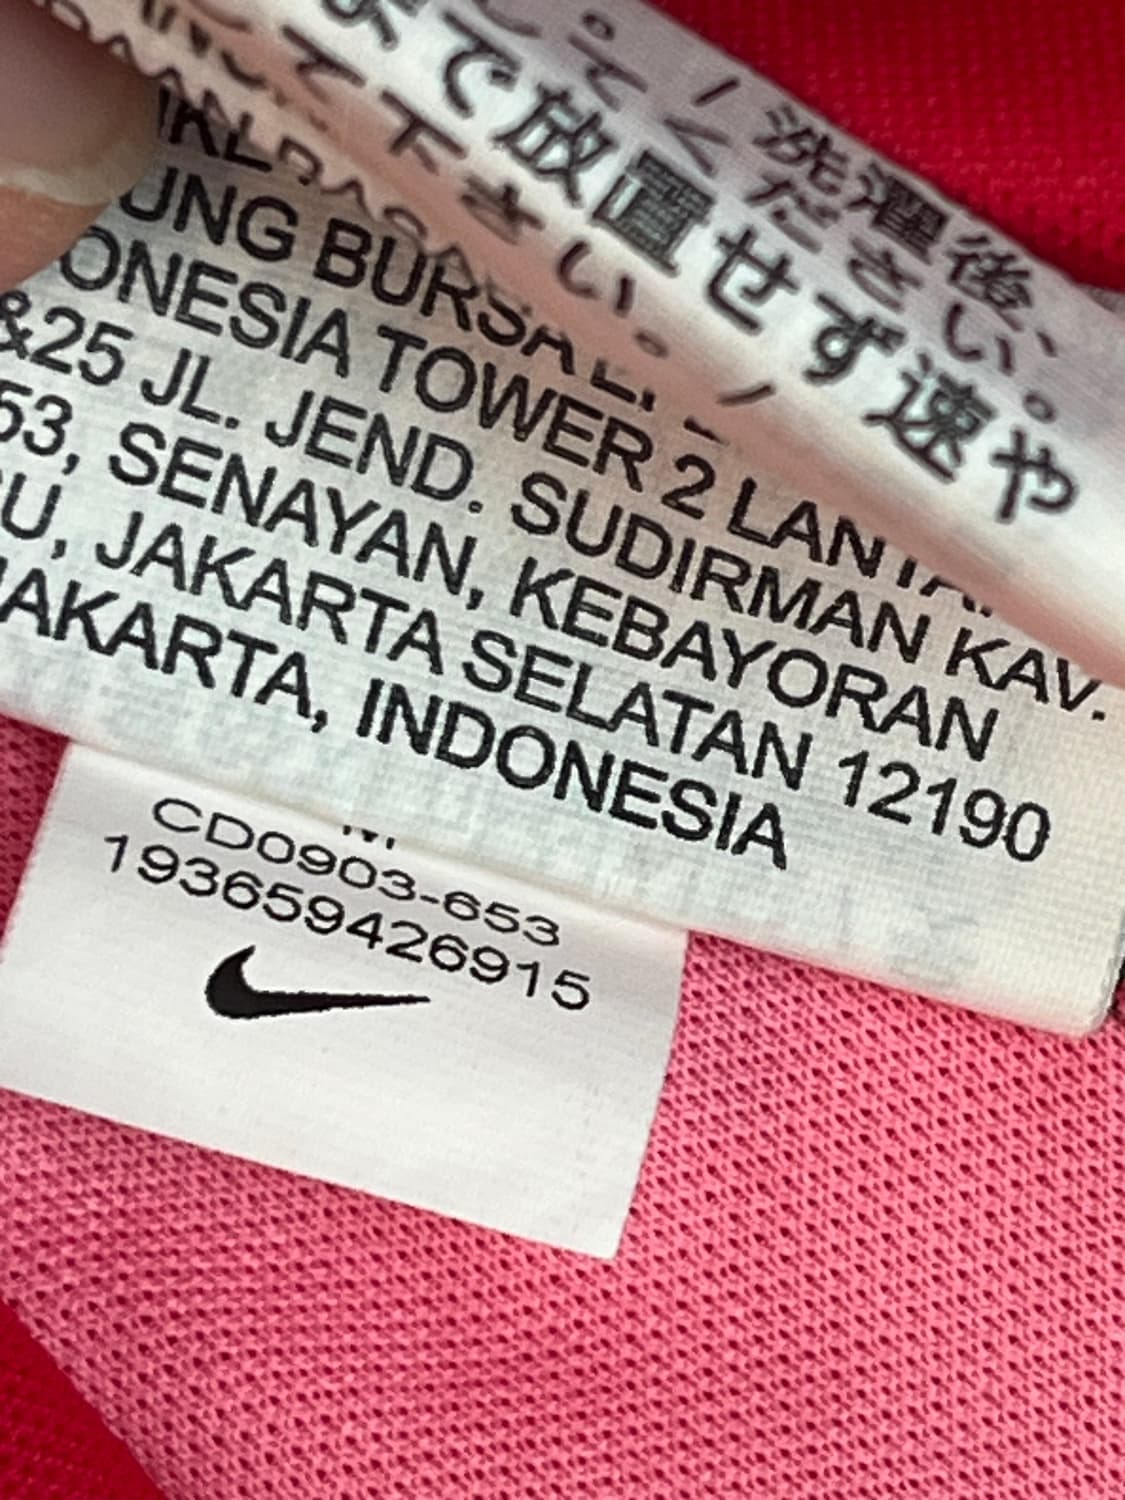 て下さい。/
まで放置せず速や
てください。
/洗濯後、
UNG BURSA
ONESIA TOWER 2 LANTA
&25 JL. JEND. SUDIRMAN KAV.
53, SENAYAN, KEBAYORAN
U, JAKARTA SELATAN 12190
JAKARTA, INDONESIA
M
CD0903-653
193659426915